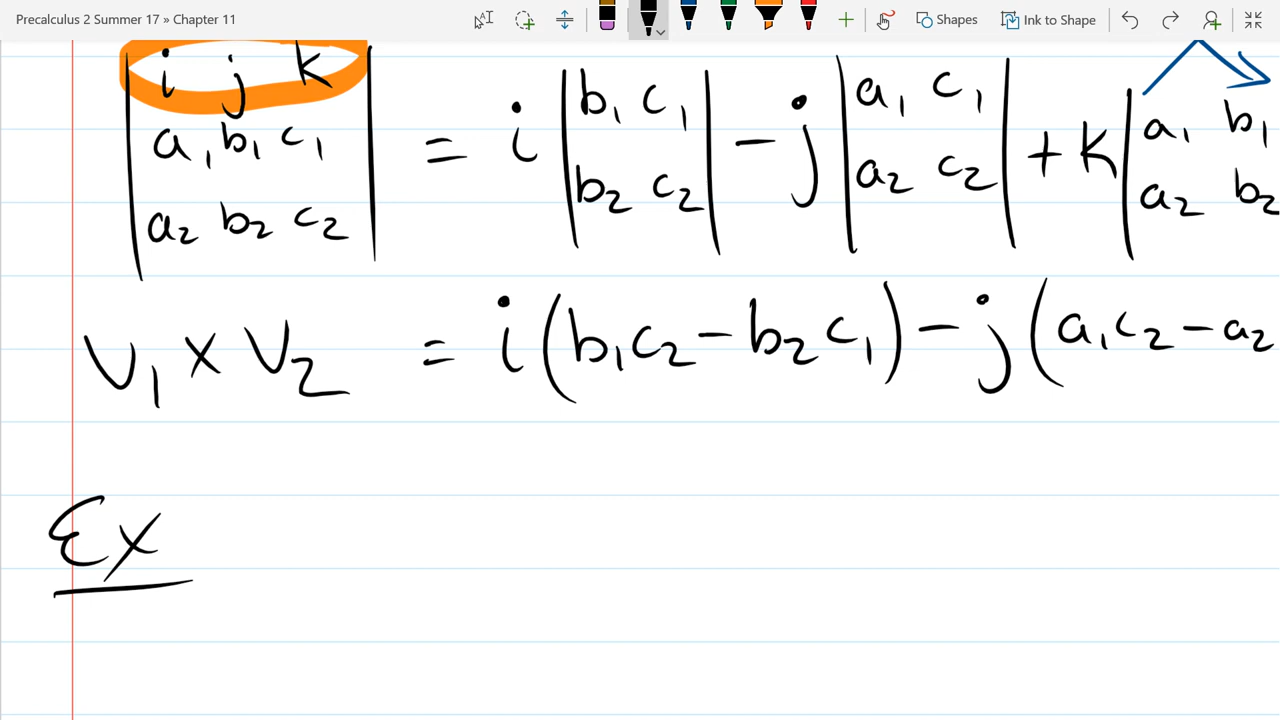 Precalculus 2 Summer 17 » Chapter 11
Shapes
Ink to Shape
i j k
a₁ b₁ c₁
a₂ b₂ c₂
= i | b₁ c₁ | - j | a₁ c₁ | + k | a₁ b₁
| b₂ c₂ | | a₂ c₂ | | a₂ b₂
V₁ × V₂ = i(b₁c₂ - b₂c₁) - j(a₁c₂ - a₂
Ex